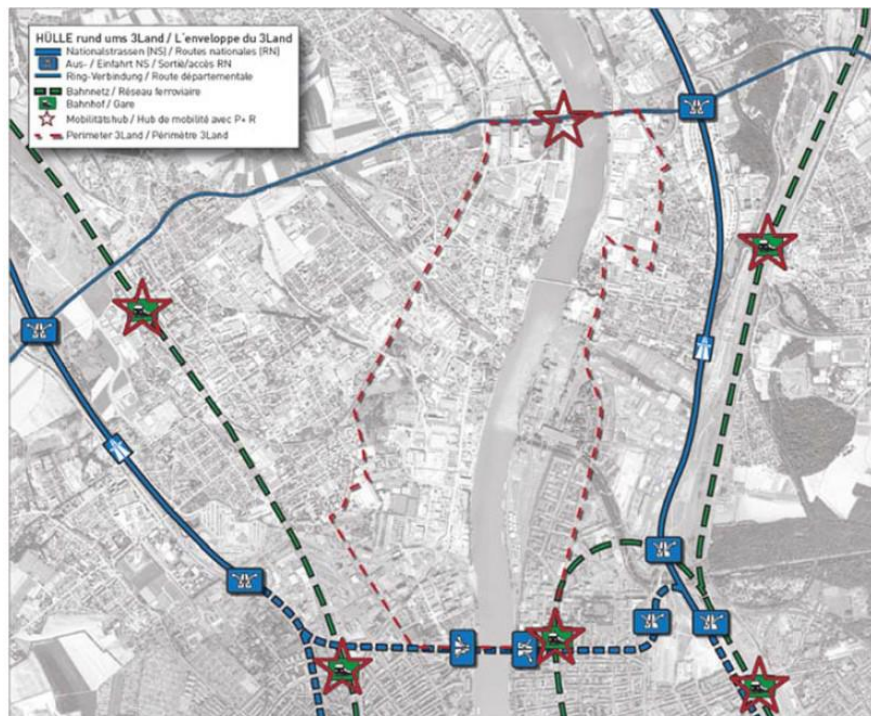 HÜLLE rund ums 3Land / L´enveloppe du 3Land
Nationalstrassen (NS) / Routes nationales (RN)
Aus- / Einfahrt NS / Sortie/accès RN
Ring-Verbindung / Route départementale
Bahnnetz / Réseau ferroviaire
Bahnhof / Gare
Mobilitätshub / Hub de mobilité avec P+ R
Perimeter 3Land / Périmètre 3Land